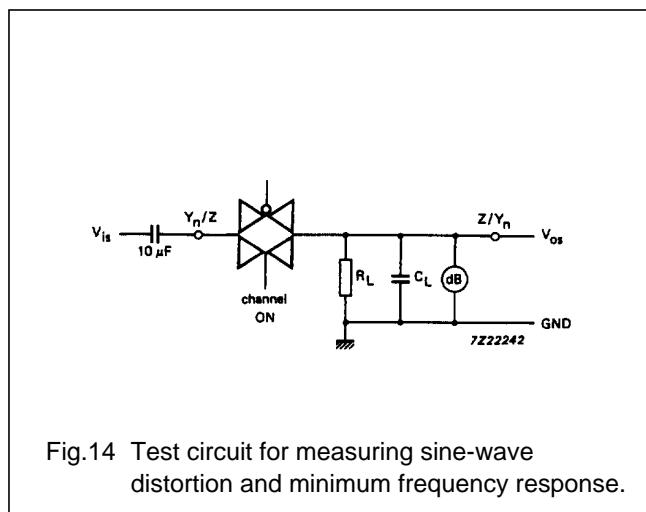 Yn/Z
Z/Yn
Vis
Vos
10 µF
RL
CL
dB
channel
ON
GND
7Z22242
Fig.14 Test circuit for measuring sine-wave
distortion and minimum frequency response.